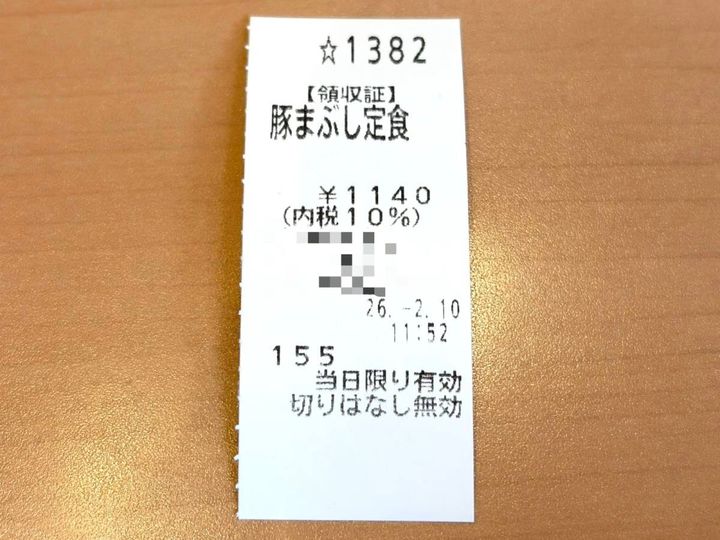 ☆1382
【領収証】
豚まぶし定食
¥1140
(内税10%)
26.-2.10
11:52
155
当日限り有効
切りはなし無効